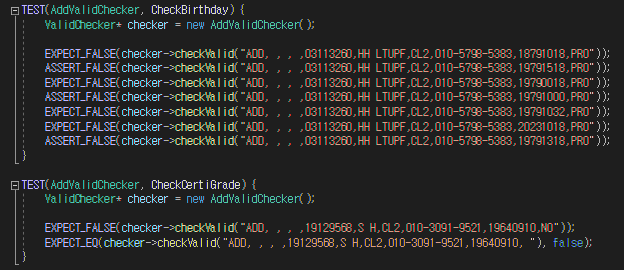 TEST(AddValidChecker, CheckBirthday) {
ValidChecker* checker = new AddValidChecker();
EXPECT_FALSE(checker->checkValid("ADD, , , ,03113260,HH LTUPF,CL2,010-5798-5383,18791018,PRO"));
ASSERT_FALSE(checker->checkValid("ADD, , , ,03113260,HH LTUPF,CL2,010-5798-5383,19791518,PRO"));
EXPECT_FALSE(checker->checkValid("ADD, , , ,03113260,HH LTUPF,CL2,010-5798-5383,19790018,PRO"));
ASSERT_FALSE(checker->checkValid("ADD, , , ,03113260,HH LTUPF,CL2,010-5798-5383,19791000,PRO"));
EXPECT_FALSE(checker->checkValid("ADD, , , ,03113260,HH LTUPF,CL2,010-5798-5383,19791032,PRO"));
EXPECT_FALSE(checker->checkValid("ADD, , , ,03113260,HH LTUPF,CL2,010-5798-5383,20231018,PRO"));
ASSERT_FALSE(checker->checkValid("ADD, , , ,03113260,HH LTUPF,CL2,010-5798-5383,19791318,PRO"));
}
TEST(AddValidChecker, CheckCertiGrade) {
ValidChecker* checker = new AddValidChecker();
EXPECT_FALSE(checker->checkValid("ADD, , , ,19129568,S H,CL2,010-3091-9521,19640910,NO"));
EXPECT_EQ(checker->checkValid("ADD, , , ,19129568,S H,CL2,010-3091-9521,19640910, "), false);
}